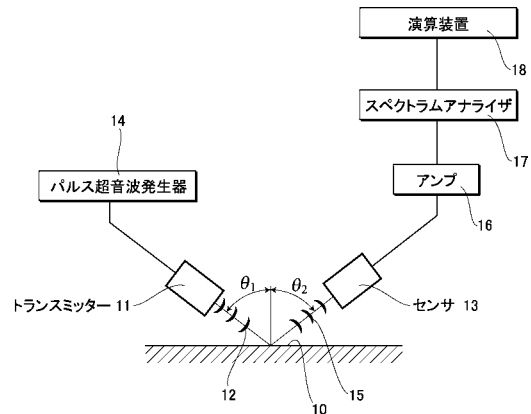 演算装置
18
スペクトラムアナライザ
17
14
パルス超音波発生器
アンプ
16
θ1
θ2
トランスミッター 11
センサ 13
12
10
15